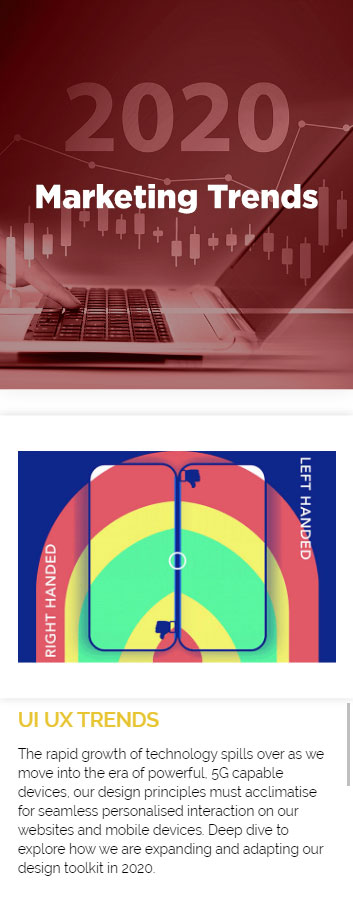 2020
Marketing Trends
LEFT HANDED
RIGHT HANDED
UI UX TRENDS
The rapid growth of technology spills over as we
move into the era of powerful, 5G capable
devices, our design principles must acclimatise
for seamless personalised interaction on our
websites and mobile devices. Deep dive to
explore how we are expanding and adapting our
design toolkit in 2020.